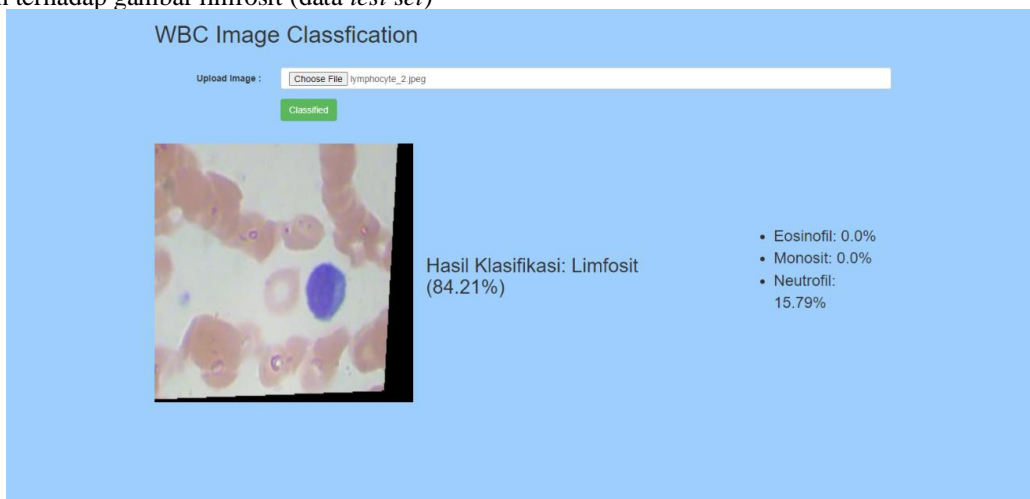 terhadap gambar limfosit (data test set)
WBC Image Classfication
Upload Image :
Choose File lymphocyte_2.jpeg
Classified
Hasil Klasifikasi: Limfosit
(84.21%)
• Eosinofil: 0.0%
• Monosit: 0.0%
• Neutrofil:
15.79%